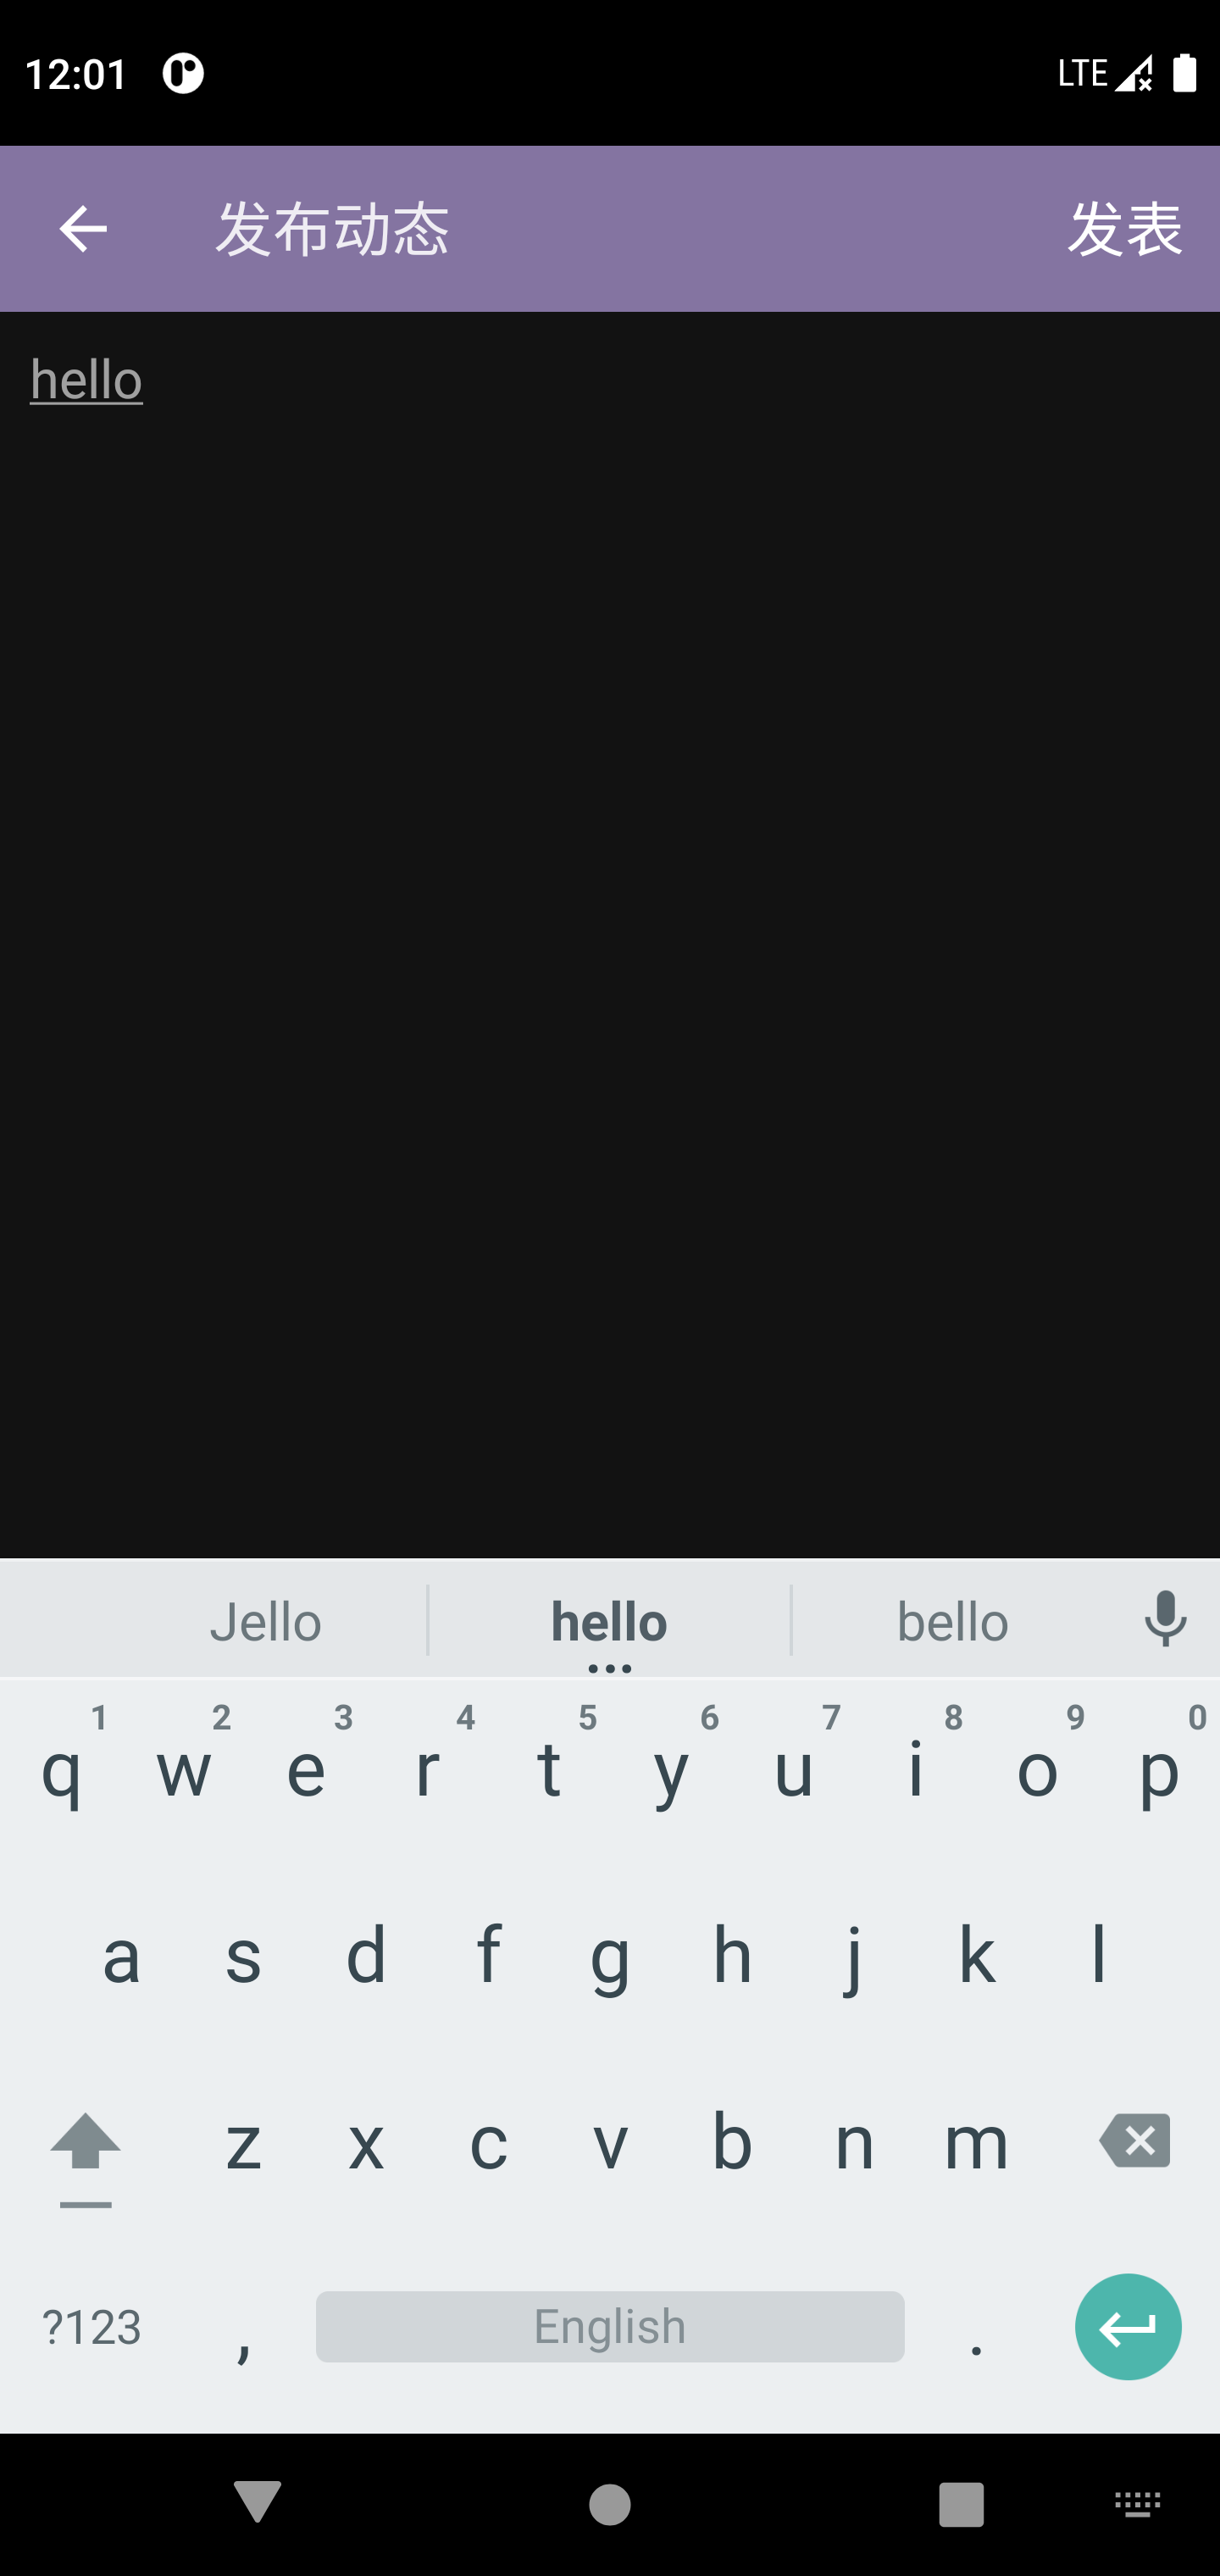 12:01 LTE
发布动态 发表
hello
Jello hello bello
1 2 3 4 5 6 7 8 9 0
q w e r t y u i o p
a s d f g h j k l
z x c v b n m
?123 , English .